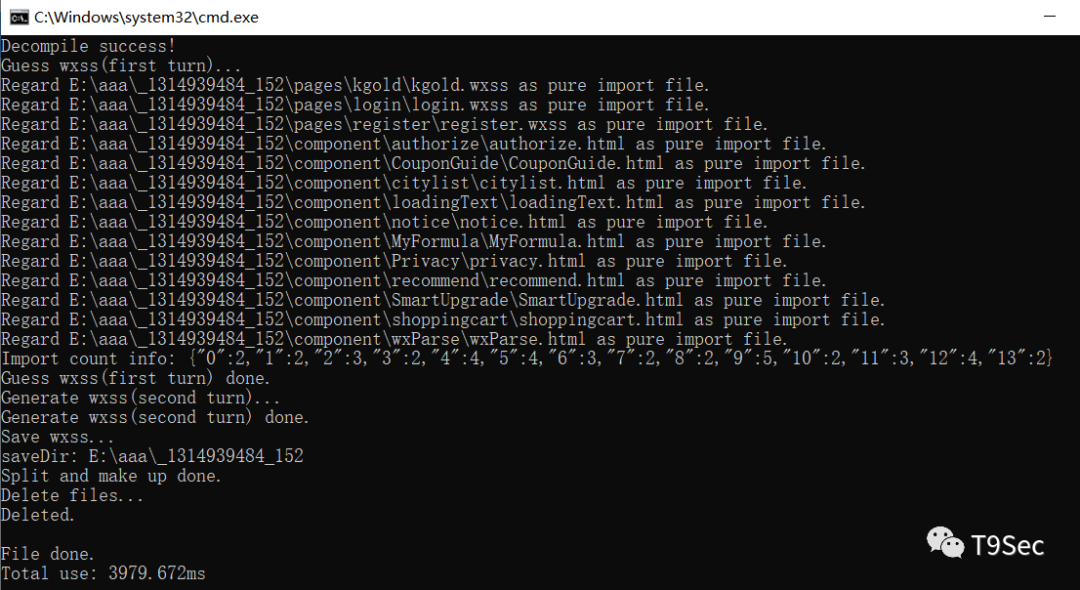 C:\Windows\system32\cmd.exe
Decompile success!
Guess wxss(first turn)...
Regard E:\aaa\_1314939484_152\pages\kgold\kgold.wxss as pure import file.
Regard E:\aaa\_1314939484_152\pages\login\login.wxss as pure import file.
Regard E:\aaa\_1314939484_152\pages\register\register.wxss as pure import file.
Regard E:\aaa\_1314939484_152\component\authorize\authorize.html as pure import file.
Regard E:\aaa\_1314939484_152\component\CouponGuide\CouponGuide.html as pure import file.
Regard E:\aaa\_1314939484_152\component\citylist\citylist.html as pure import file.
Regard E:\aaa\_1314939484_152\component\loadingText\loadingText.html as pure import file.
Regard E:\aaa\_1314939484_152\component\notice\notice.html as pure import file.
Regard E:\aaa\_1314939484_152\component\MyFormula\MyFormula.html as pure import file.
Regard E:\aaa\_1314939484_152\component\Privacy\privacy.html as pure import file.
Regard E:\aaa\_1314939484_152\component\recommend\recommend.html as pure import file.
Regard E:\aaa\_1314939484_152\component\SmartUpgrade\SmartUpgrade.html as pure import file.
Regard E:\aaa\_1314939484_152\component\shoppingcart\shoppingcart.html as pure import file.
Regard E:\aaa\_1314939484_152\component\wxParse\wxParse.html as pure import file.
Import count info: {"0":2,"1":2,"2":3,"3":2,"4":4,"5":4,"6":3,"7":2,"8":2,"9":5,"10":2,"11":3,"12":4,"13":2}
Guess wxss(first turn) done.
Generate wxss(second turn)...
Generate wxss(second turn) done.
Save wxss...
saveDir: E:\aaa\_1314939484_152
Split and make up done.
Delete files...
Deleted.
File done.
Total use: 3979.672ms
T9Sec